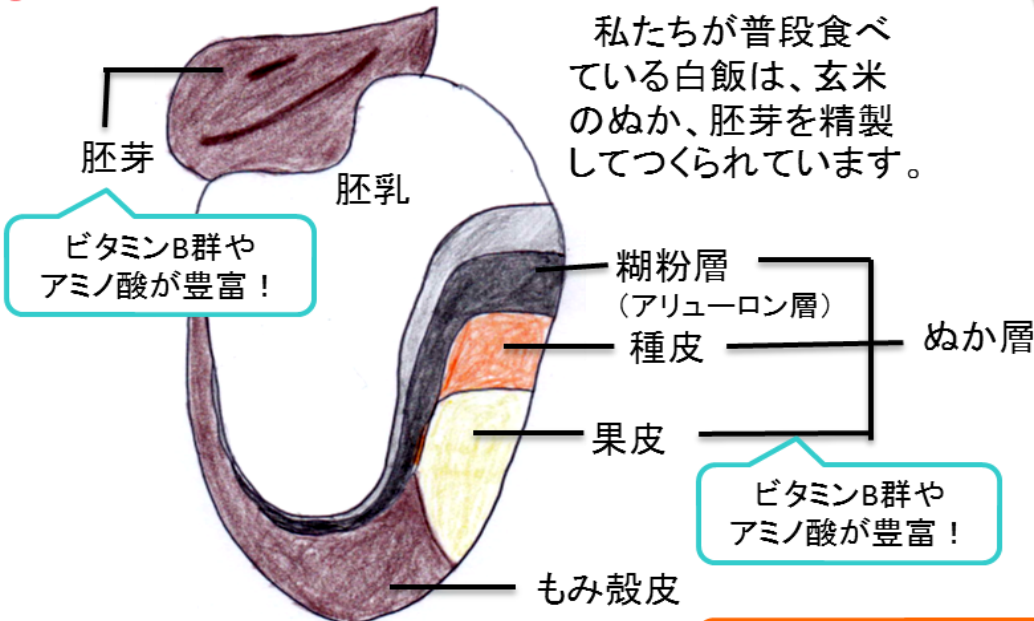 私たちが普段食べ
ている白飯は、玄米
のぬか、胚芽を精製
してつくられています。
胚芽
胚乳
ビタミンB群や
アミノ酸が豊富！
糊粉層
（アリューロン層）
種皮
ぬか層
果皮
ビタミンB群や
アミノ酸が豊富！
もみ殻皮